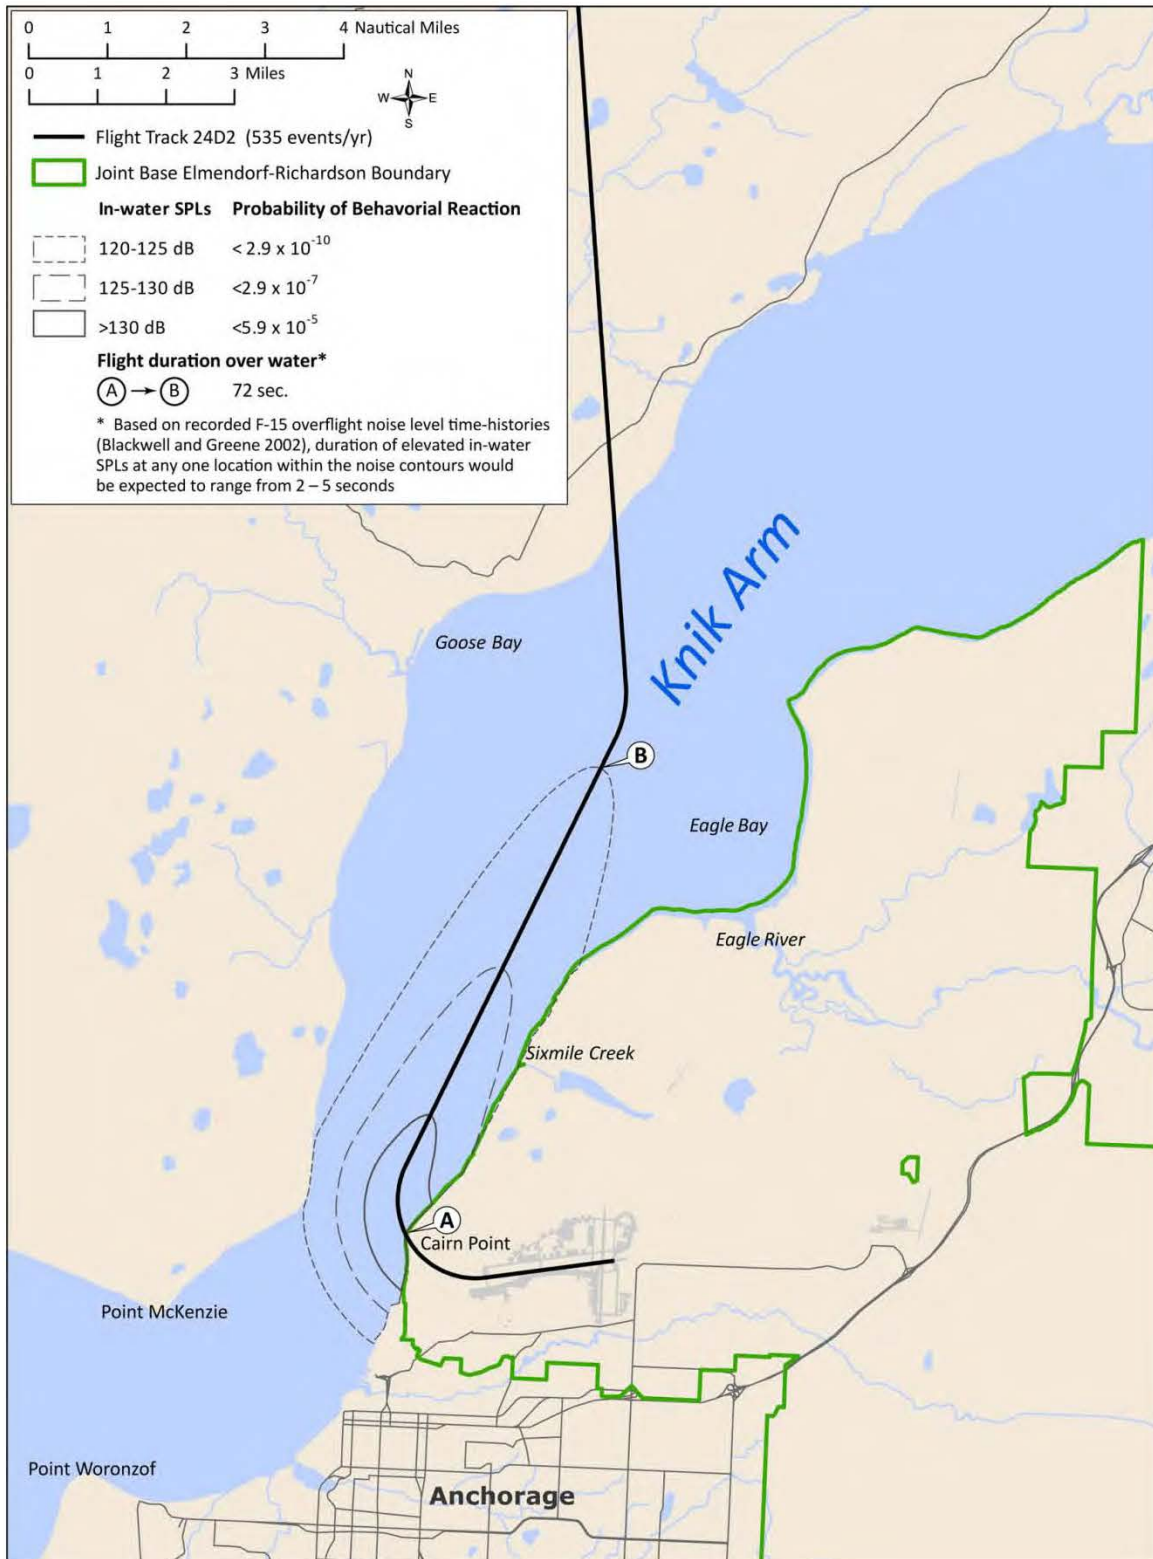 0 1 2 3 4 Nautical Miles
0 1 2 3 Miles
N
W E
S
Flight Track 24D2 (535 events/yr)
Joint Base Elmendorf-Richardson Boundary
In-water SPLs Probability of Behavorial Reaction
120-125 dB < 2.9 x 10⁻¹⁰
125-130 dB <2.9 x 10⁻⁷
>130 dB <5.9 x 10⁻⁵
Flight duration over water*
A → B 72 sec.
* Based on recorded F-15 overflight noise level time-histories
(Blackwell and Greene 2002), duration of elevated in-water
SPLs at any one location within the noise contours would
be expected to range from 2 – 5 seconds
Knik Arm
Goose Bay
B
Eagle Bay
Eagle River
Sixmile Creek
A
Cairn Point
Point McKenzie
Point Woronzof
Anchorage